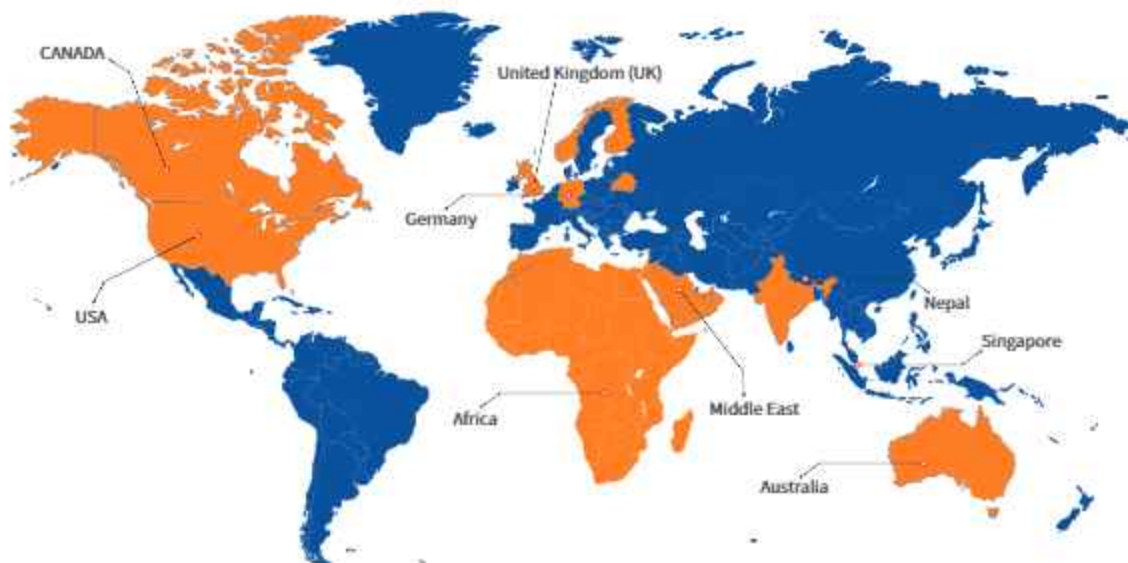 CANADA
United Kingdom (UK)
Germany
USA
Nepal
Singapore
Africa
Middle East
Australia